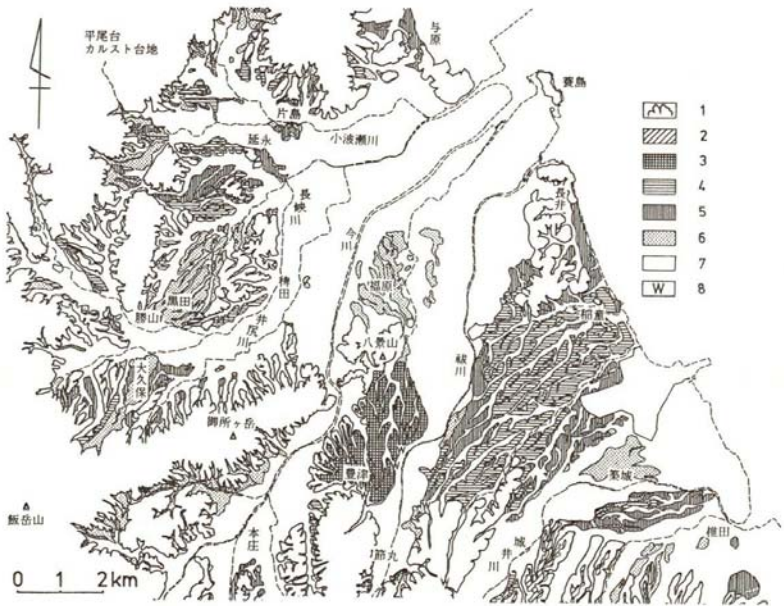 平尾台
カルスト台地
与原
蓑島
片島
小波瀬川
延永
長峡川
長井
今川
福原
稗田
黒田
勝山
井尻川
稲童
八景山
祓川
大久保
御所ヶ岳
築城
豊津
飯岳山
本庄
節丸
城井川
椎田
0 1 2km
1
2
3
4
5
6
7
8
W